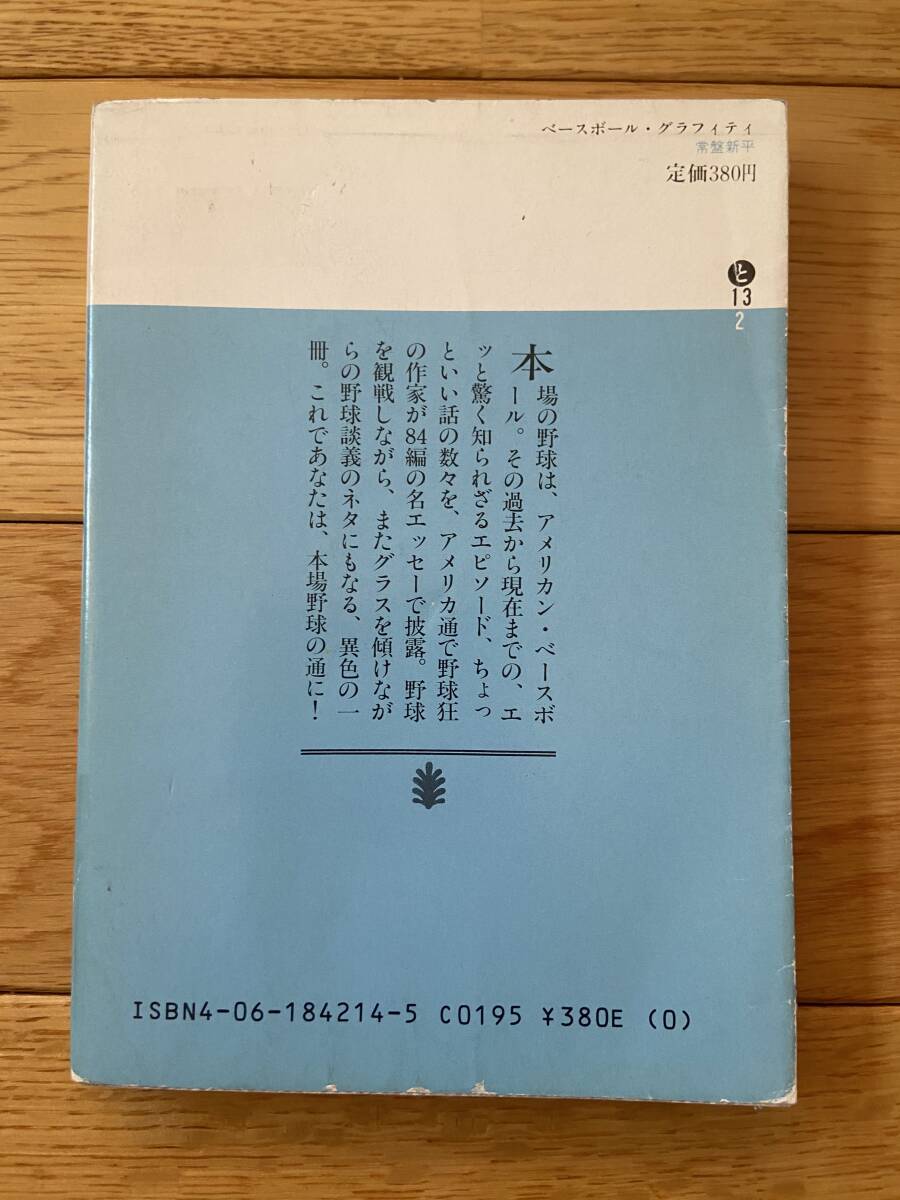 ベースボール・グラフィティ
常盤新平
定価380円
と
13
2
本場の野球は、アメリカン・ベースボ
ール。その過去から現在までの、エ
ッと驚く知られざるエピソード、ちょっ
といい話の数々を、アメリカ通で野球狂
の作家が84編の名エッセーで披露。野球
を観戦しながら、またグラスを傾けなが
らの野球談義のネタにもなる、異色の一
冊。これであなたは、本場野球の通に！
ISBN4-06-184214-5 C0195 ¥380E (0)